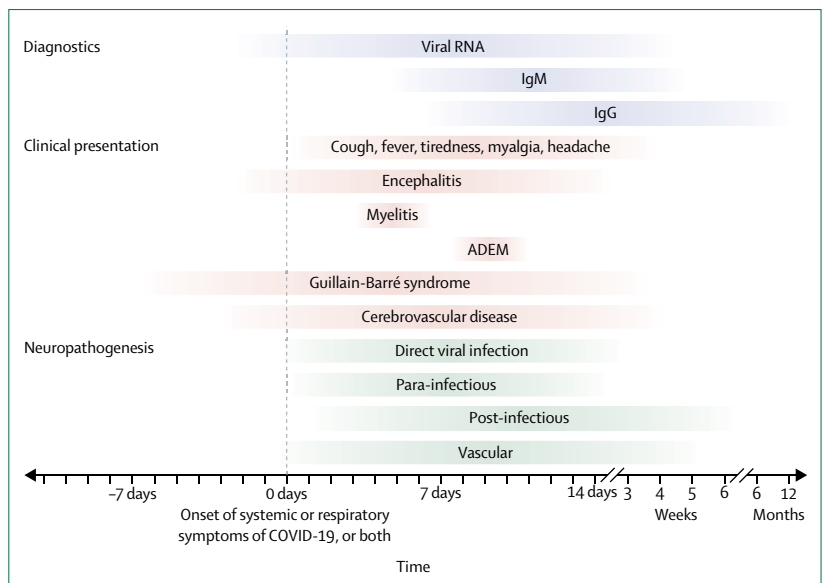 Diagnostics
Viral RNA
IgM
IgG
Clinical presentation
Cough, fever, tiredness, myalgia, headache
Encephalitis
Myelitis
ADEM
Guillain-Barré syndrome
Cerebrovascular disease
Neuropathogenesis
Direct viral infection
Para-infectious
Post-infectious
Vascular
–7 days
0 days
7 days
14 days
3
4
5
6
6
12
Onset of systemic or respiratory
symptoms of COVID-19, or both
Weeks
Months
Time